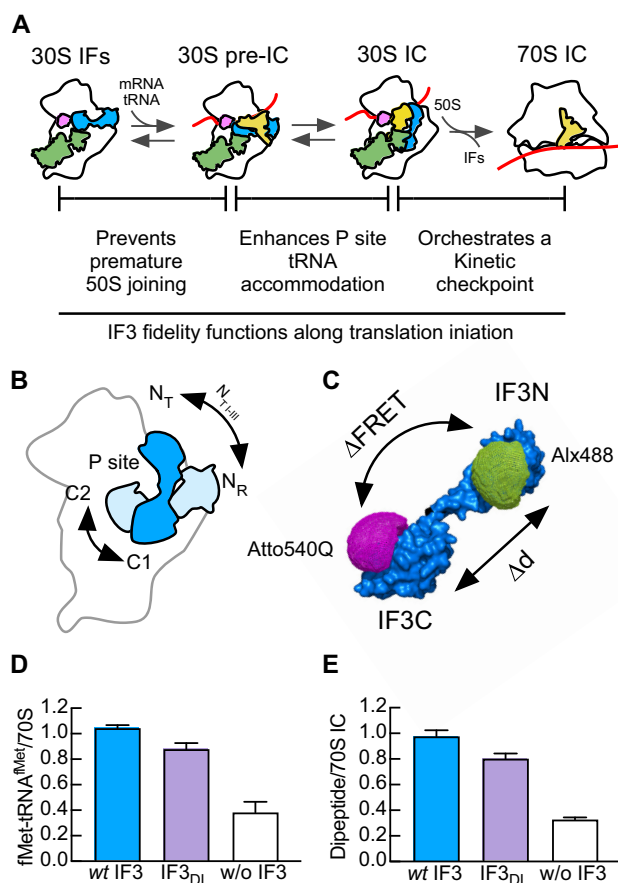 A
30S IFs
30S pre-IC
30S IC
70S IC
mRNA
tRNA
50S
IFs
Prevents
premature
50S joining
Enhances P site
tRNA
accommodation
Orchestrates a
Kinetic
checkpoint
IF3 fidelity functions along translation iniation
B
N_T
N_TI-III
P site
N_R
C2
C1
C
IF3N
ΔFRET
Alx488
Atto540Q
Δd
IF3C
D
fMet-tRNA^fMet/70S
1.2
1.0
0.8
0.6
0.4
0.2
0.0
wt IF3
IF3_DL
w/o IF3
E
Dipeptide/70S IC
1.2
1.0
0.8
0.6
0.4
0.2
0.0
wt IF3
IF3_DL
w/o IF3